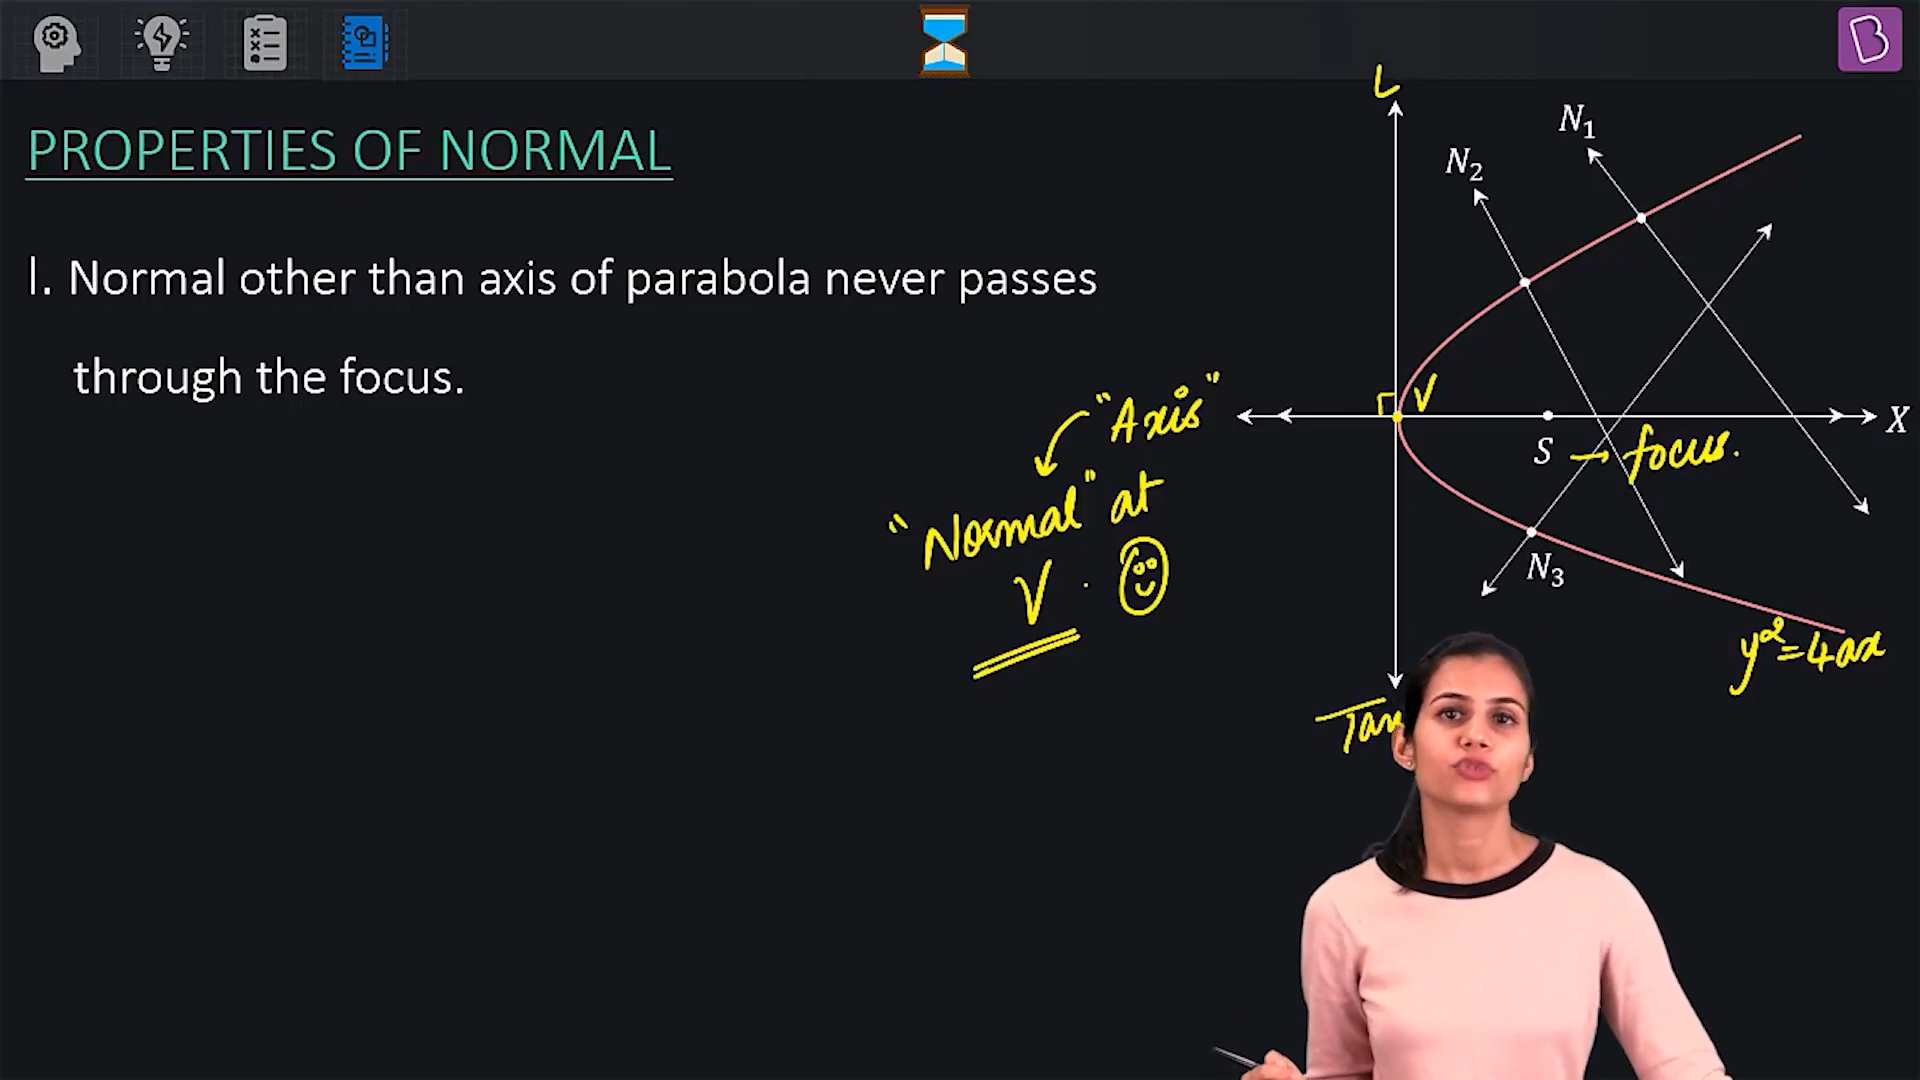 PROPERTIES OF NORMAL
I. Normal other than axis of parabola never passes
through the focus.
"Axis"
"Normal" at
V.
L
N₁
N₂
V
X
S → focus.
N₃
y²=4ax
Tan
B